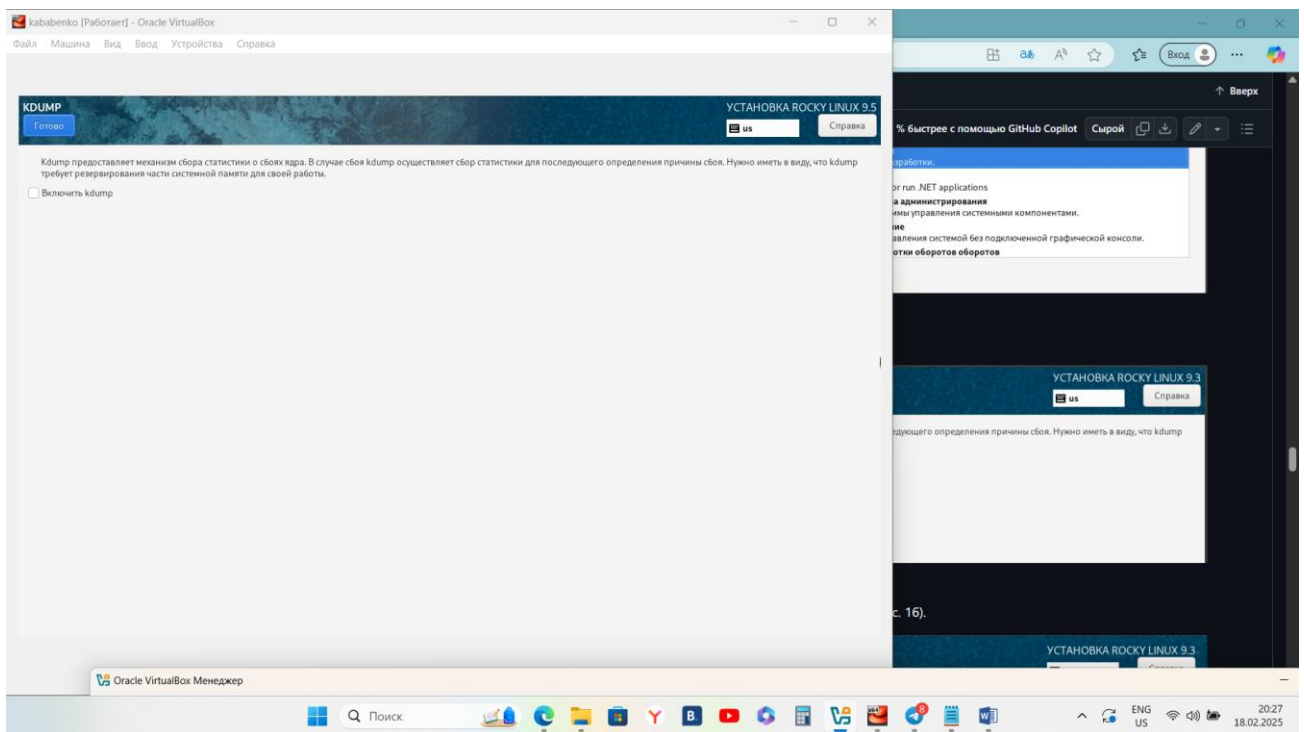 kababenko [Работает] - Oracle VirtualBox
Файл Машина Вид Ввод Устройства Справка
KDUMP
Готово
УСТАНОВКА ROCKY LINUX 9.5
us
Справка
Kdump предоставляет механизм сбора статистики о сбоях ядра. В случае сбоя kdump осуществляет сбор статистики для последующего определения причины сбоя. Нужно иметь в виду, что kdump
требует резервирования части системной памяти для своей работы.
Включить kdump
Вход
Вверх
% быстрее с помощью GitHub Copilot
Сырой
зработки.
or run .NET applications
а администрирования
ммы управления системными компонентами.
ие
авления системой без подключенной графической консоли.
отки оборотов оборотов
УСТАНОВКА ROCKY LINUX 9.3
us
Справка
едующего определения причины сбоя. Нужно иметь в виду, что kdump
с. 16).
УСТАНОВКА ROCKY LINUX 9.3
Oracle VirtualBox Менеджер
Поиск
ENG
US
20:27
18.02.2025